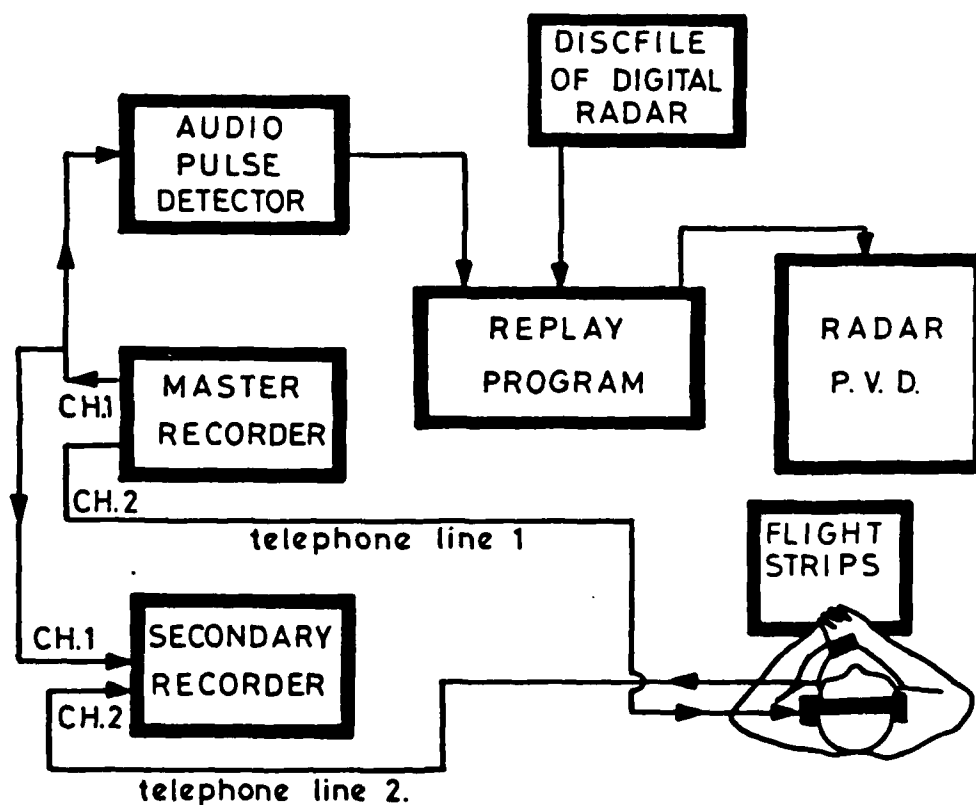 DISCFILE
OF DIGITAL
RADAR
AUDIO
PULSE
DETECTOR
REPLAY
PROGRAM
RADAR
P.V.D.
CH.1
MASTER
RECORDER
CH.2
telephone line 1
FLIGHT
STRIPS
CH.1
SECONDARY
RECORDER
CH.2
telephone line 2.